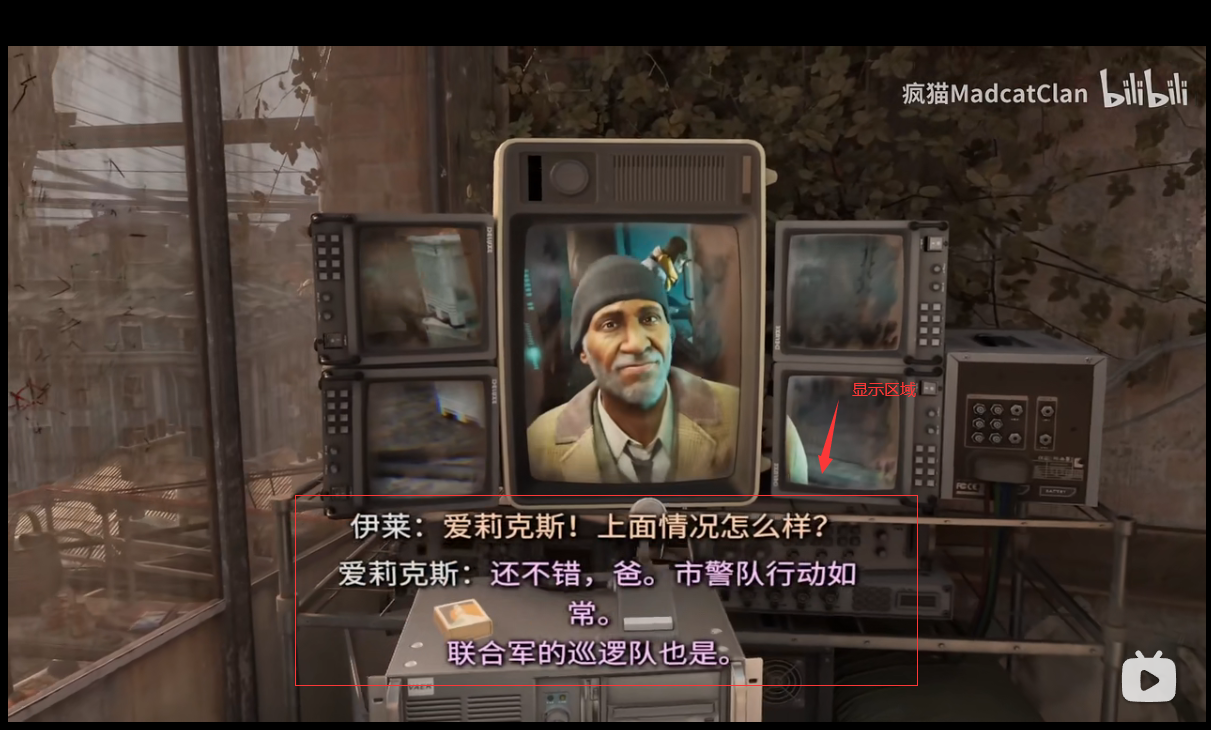 疯猫MadcatClan bilibili
显示区域
伊莱：爱莉克斯！上面情况怎么样？
爱莉克斯：还不错，爸。市警队行动如
常。
联合军的巡逻队也是。
VAER